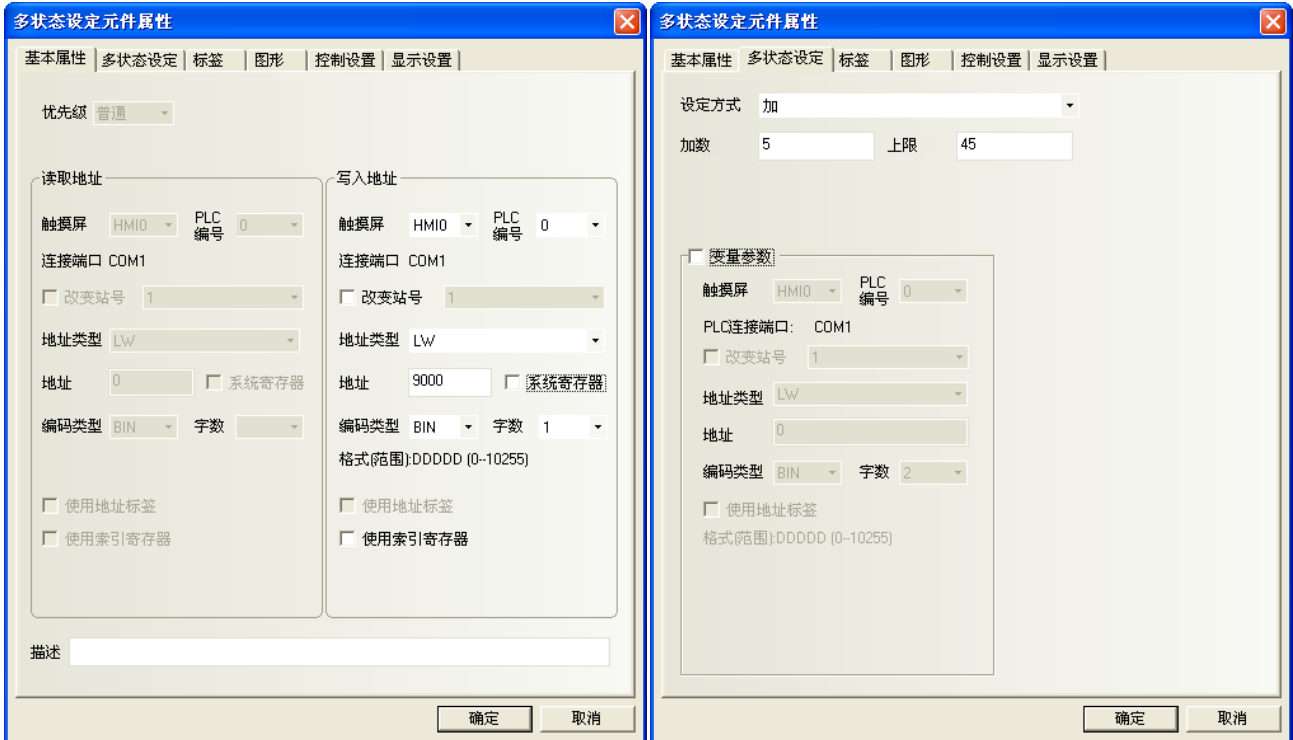 多状态设定元件属性
基本属性 多状态设定 标签 图形 控制设置 显示设置
优先级 普通
读取地址
触摸屏 HMI0 PLC编号 0
连接端口 COM1
改变站号 1
地址类型 LW
地址 0 系统寄存器
编码类型 BIN 字数
使用地址标签
使用索引寄存器
写入地址
触摸屏 HMI0 PLC编号 0
连接端口 COM1
改变站号 1
地址类型 LW
地址 9000 系统寄存器
编码类型 BIN 字数 1
格式(范围):DDDDD (0--10255)
使用地址标签
使用索引寄存器
描述
确定 取消
多状态设定元件属性
基本属性 多状态设定 标签 图形 控制设置 显示设置
设定方式 加
加数 5 上限 45
变量参数
触摸屏 HMI0 PLC编号 0
PLC连接端口: COM1
改变站号 1
地址类型 LW
地址 0
编码类型 BIN 字数 2
使用地址标签
格式(范围):DDDDD (0--10255)
确定 取消